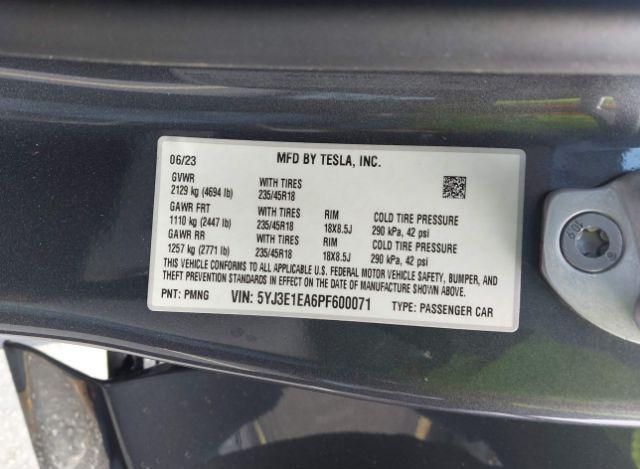 06/23 MFD BY TESLA, INC.
GVWR WITH TIRES
2129 kg (4694 lb) 235/45R18
GAWR FRT WITH TIRES RIM COLD TIRE PRESSURE
1110 kg (2447 lb) 235/45R18 18X8.5J 290 kPa, 42 psi
GAWR RR WITH TIRES RIM COLD TIRE PRESSURE
1257 kg (2771 lb) 235/45R18 18X8.5J 290 kPa, 42 psi
THIS VEHICLE CONFORMS TO ALL APPLICABLE U.S. FEDERAL MOTOR VEHICLE SAFETY, BUMPER, AND
THEFT PREVENTION STANDARDS IN EFFECT ON THE DATE OF MANUFACTURE SHOWN ABOVE.
PNT: PMNG VIN: 5YJ3E1EA6PF600071 TYPE: PASSENGER CAR